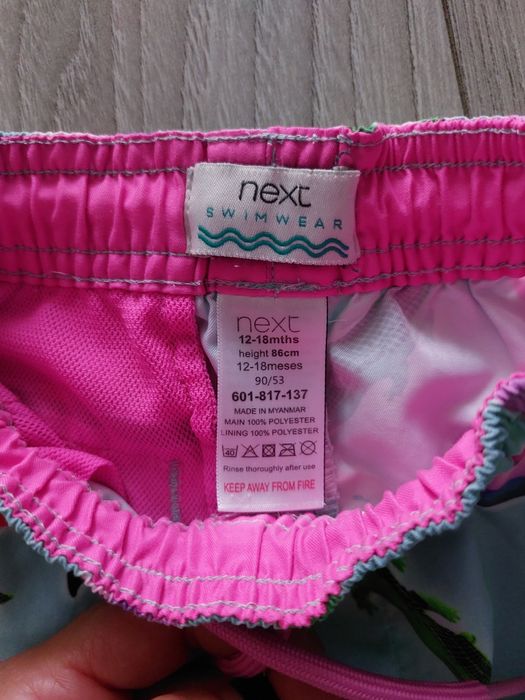 next
SWIMWEAR
next
12-18mths
height 86cm
12-18meses
90/53
601-817-137
MADE IN MYANMAR
MAIN 100% POLYESTER
LINING 100% POLYESTER
40
Rinse thoroughly after use
KEEP AWAY FROM FIRE